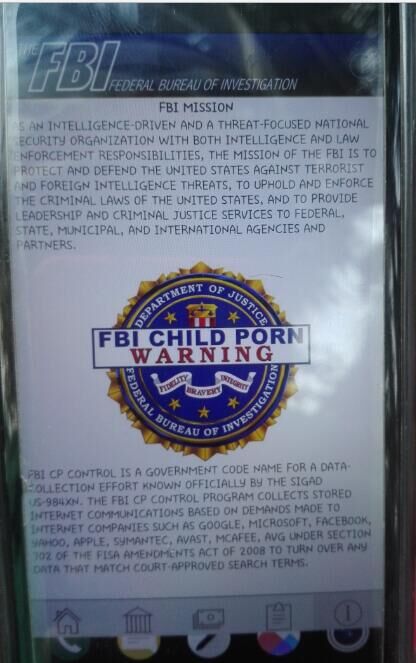 THE FBI FEDERAL BUREAU OF INVESTIGATION
FBI MISSION
AS AN INTELLIGENCE-DRIVEN AND A THREAT-FOCUSED NATIONAL
SECURITY ORGANIZATION WITH BOTH INTELLIGENCE AND LAW
ENFORCEMENT RESPONSIBILITIES, THE MISSION OF THE FBI IS TO
PROTECT AND DEFEND THE UNITED STATES AGAINST TERRORIST
AND FOREIGN INTELLIGENCE THREATS, TO UPHOLD AND ENFORCE
THE CRIMINAL LAWS OF THE UNITED STATES, AND TO PROVIDE
LEADERSHIP AND CRIMINAL JUSTICE SERVICES TO FEDERAL,
STATE, MUNICIPAL, AND INTERNATIONAL AGENCIES AND
PARTNERS.
DEPARTMENT OF JUSTICE
FBI CHILD PORN
WARNING
FIDELITY BRAVERY INTEGRITY
FEDERAL BUREAU OF INVESTIGATION
FBI CP CONTROL IS A GOVERNMENT CODE NAME FOR A DATA-
COLLECTION EFFORT KNOWN OFFICIALLY BY THE SIGAD
US-984XN. THE FBI CP CONTROL PROGRAM COLLECTS STORED
INTERNET COMMUNICATIONS BASED ON DEMANDS MADE TO
INTERNET COMPANIES SUCH AS GOOGLE, MICROSOFT, FACEBOOK,
YAHOO, APPLE, SYMANTEC, AVAST, MCAFEE, AVG UNDER SECTION
702 OF THE FISA AMENDMENTS ACT OF 2008 TO TURN OVER ANY
DATA THAT MATCH COURT-APPROVED SEARCH TERMS.